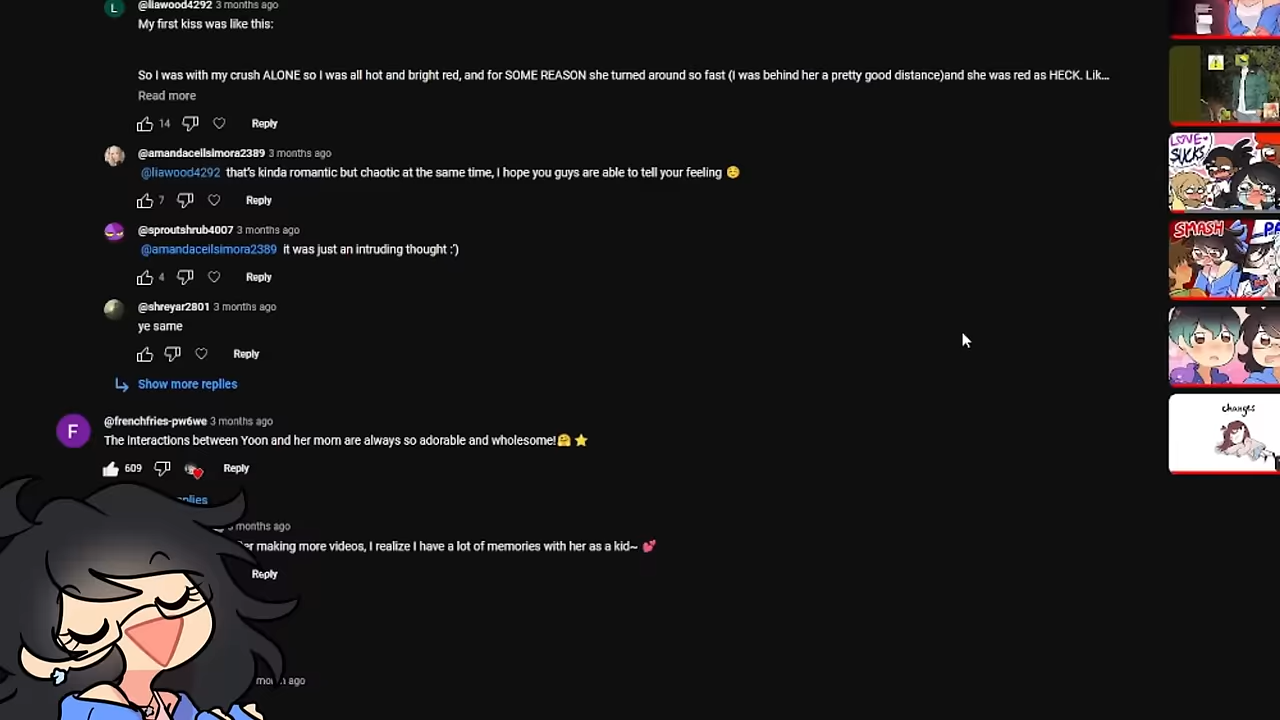 L
@liawood4292 3 months ago
My first kiss was like this:
So I was with my crush ALONE so I was all hot and bright red, and for SOME REASON she turned around so fast (I was behind her a pretty good distance)and she was red as HECK. Lik...
Read more
14 Reply
@amandaceilsimora2389 3 months ago
@liawood4292 that's kinda romantic but chaotic at the same time, I hope you guys are able to tell your feeling ☺️
7 Reply
@sproutshrub4007 3 months ago
@amandaceilsimora2389 it was just an intruding thought :')
4 Reply
@shreyar2801 3 months ago
ye same
Reply
Show more replies
F
@frenchfries-pw6we 3 months ago
The Interactions between Yoon and her mom are always so adorable and wholesome!🤗 ⭐
609 Reply
months ago
making more videos, I realize I have a lot of memories with her as a kid~ 💕
Reply
ago
LOVE
SUCKS
SMASH
changes